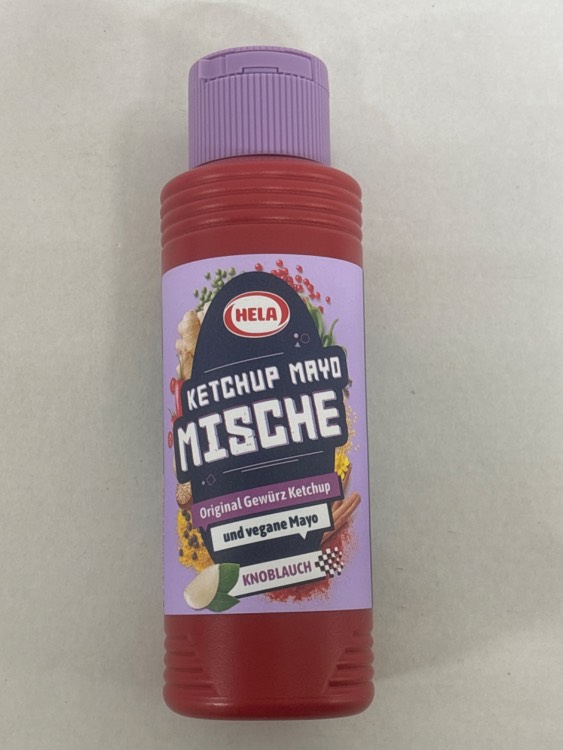 HELA
KETCHUP MAYO
MISCHE
Original Gewürz Ketchup
und vegane Mayo
KNOBLAUCH